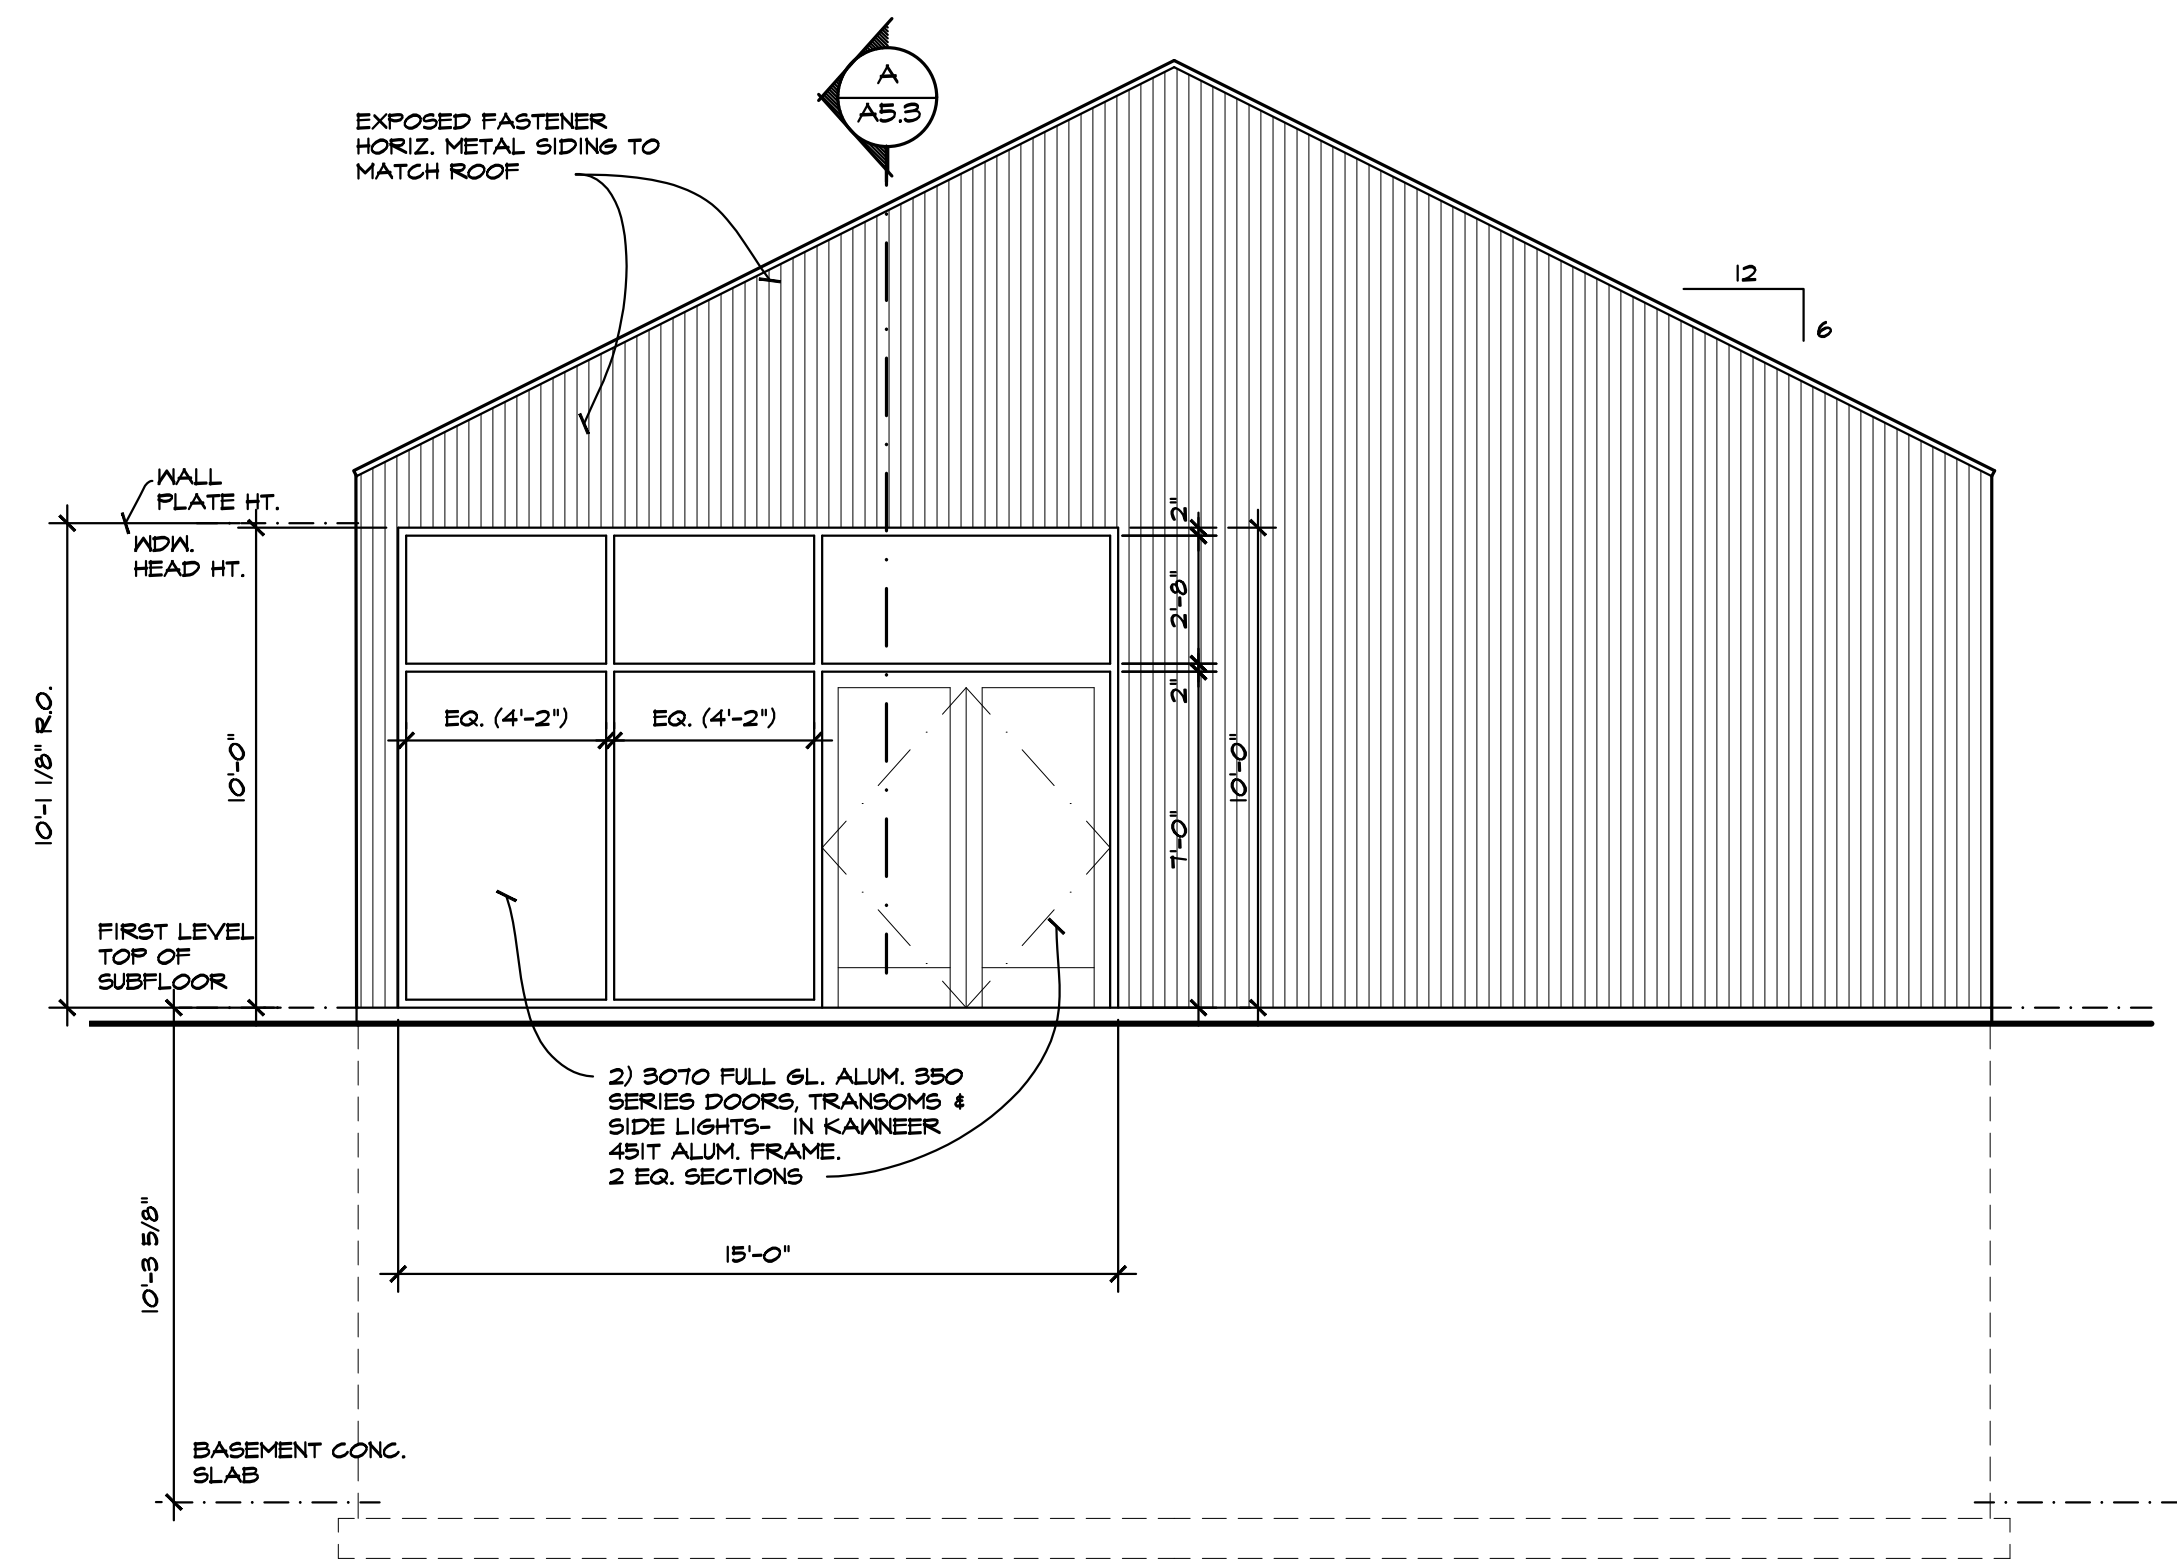 A
A5.3
EXPOSED FASTENER
HORIZ. METAL SIDING TO
MATCH ROOF
12
6
WALL
PLATE HT.
WDW.
HEAD HT.
2"
2'-8"
2"
7'-0"
10'-0"
EQ. (4'-2")
EQ. (4'-2")
10'-1 1/8" R.O.
10'-0"
FIRST LEVEL
TOP OF
SUBFLOOR
2) 3070 FULL GL. ALUM. 350
SERIES DOORS, TRANSOMS &
SIDE LIGHTS- IN KAWNEER
451T ALUM. FRAME.
2 EQ. SECTIONS
15'-0"
10'-3 5/8"
BASEMENT CONC.
SLAB